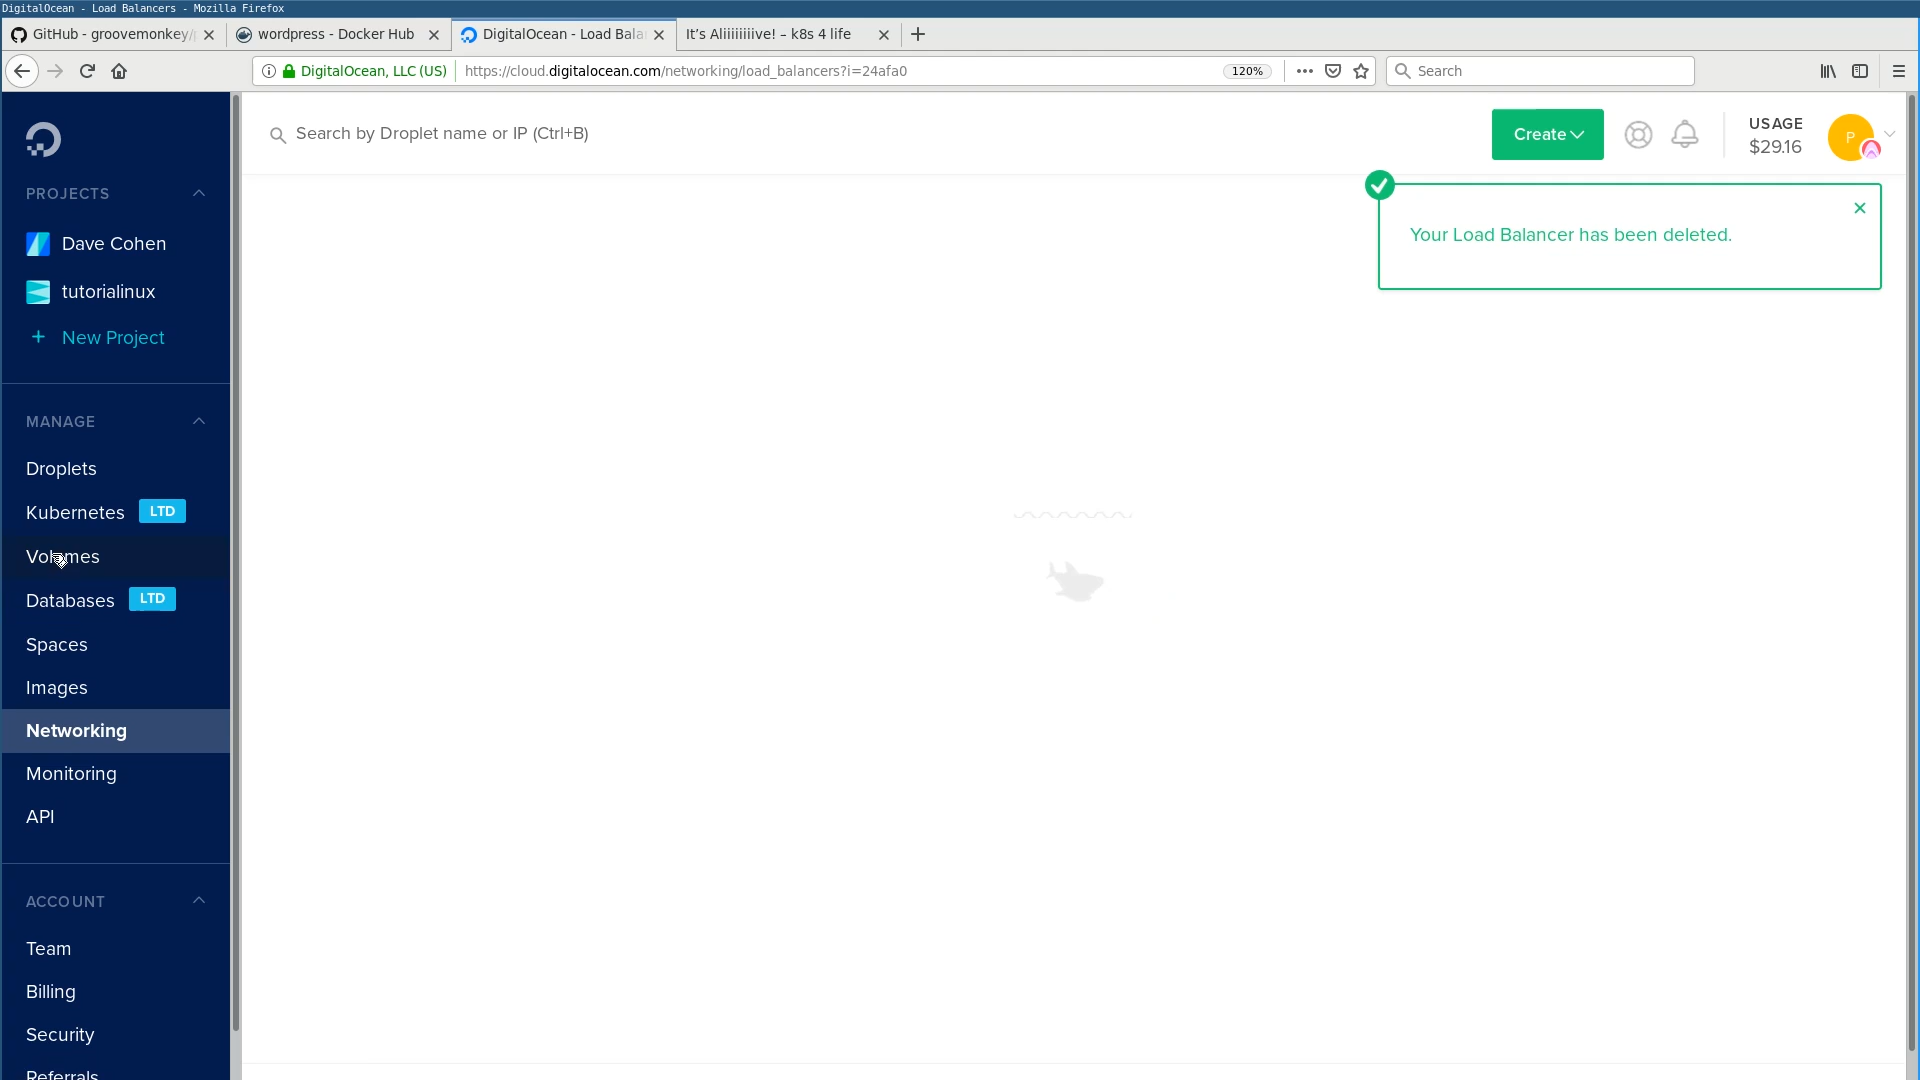 DigitalOcean - Load Balancers - Mozilla Firefox
GitHub - groovemonkey/
wordpress - Docker Hub
DigitalOcean - Load Bala
It's Aliiiiiiiive! – k8s 4 life
DigitalOcean, LLC (US)
https://cloud.digitalocean.com/networking/load_balancers?i=24afa0
120%
Search
Search by Droplet name or IP (Ctrl+B)
Create
USAGE
$29.16
P
PROJECTS
Dave Cohen
tutorialinux
+ New Project
Your Load Balancer has been deleted.
MANAGE
Droplets
Kubernetes LTD
Volumes
Databases LTD
Spaces
Images
Networking
Monitoring
API
ACCOUNT
Team
Billing
Security
Referrals